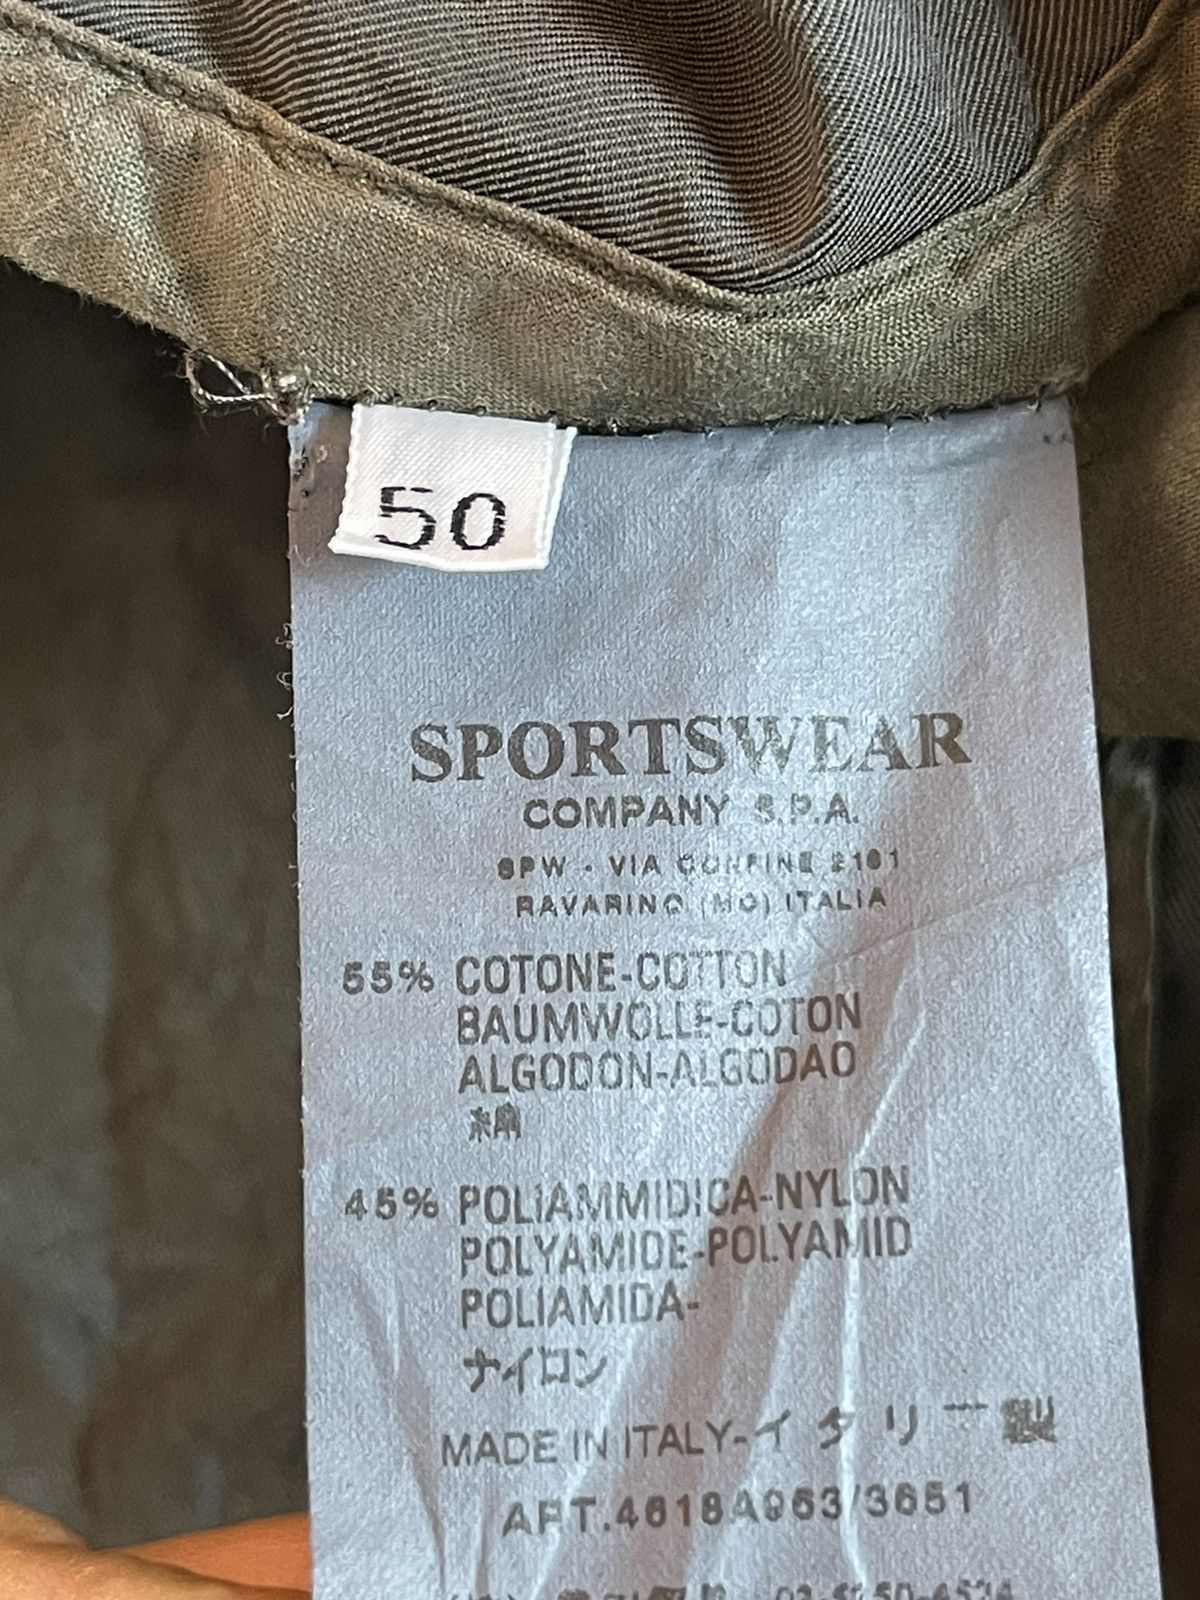 50
SPORTSWEAR
COMPANY S.P.A.
SPW - VIA CONFINE 2161
RAVARINO (MO) ITALIA
55% COTONE-COTTON
BAUMWOLLE-COTON
ALGODON-ALGODAO
綿
45% POLIAMMIDICA-NYLON
POLYAMIDE-POLYAMID
POLIAMIDA-
ナイロン
MADE IN ITALY-イタリー製
ART.4618A963/3651